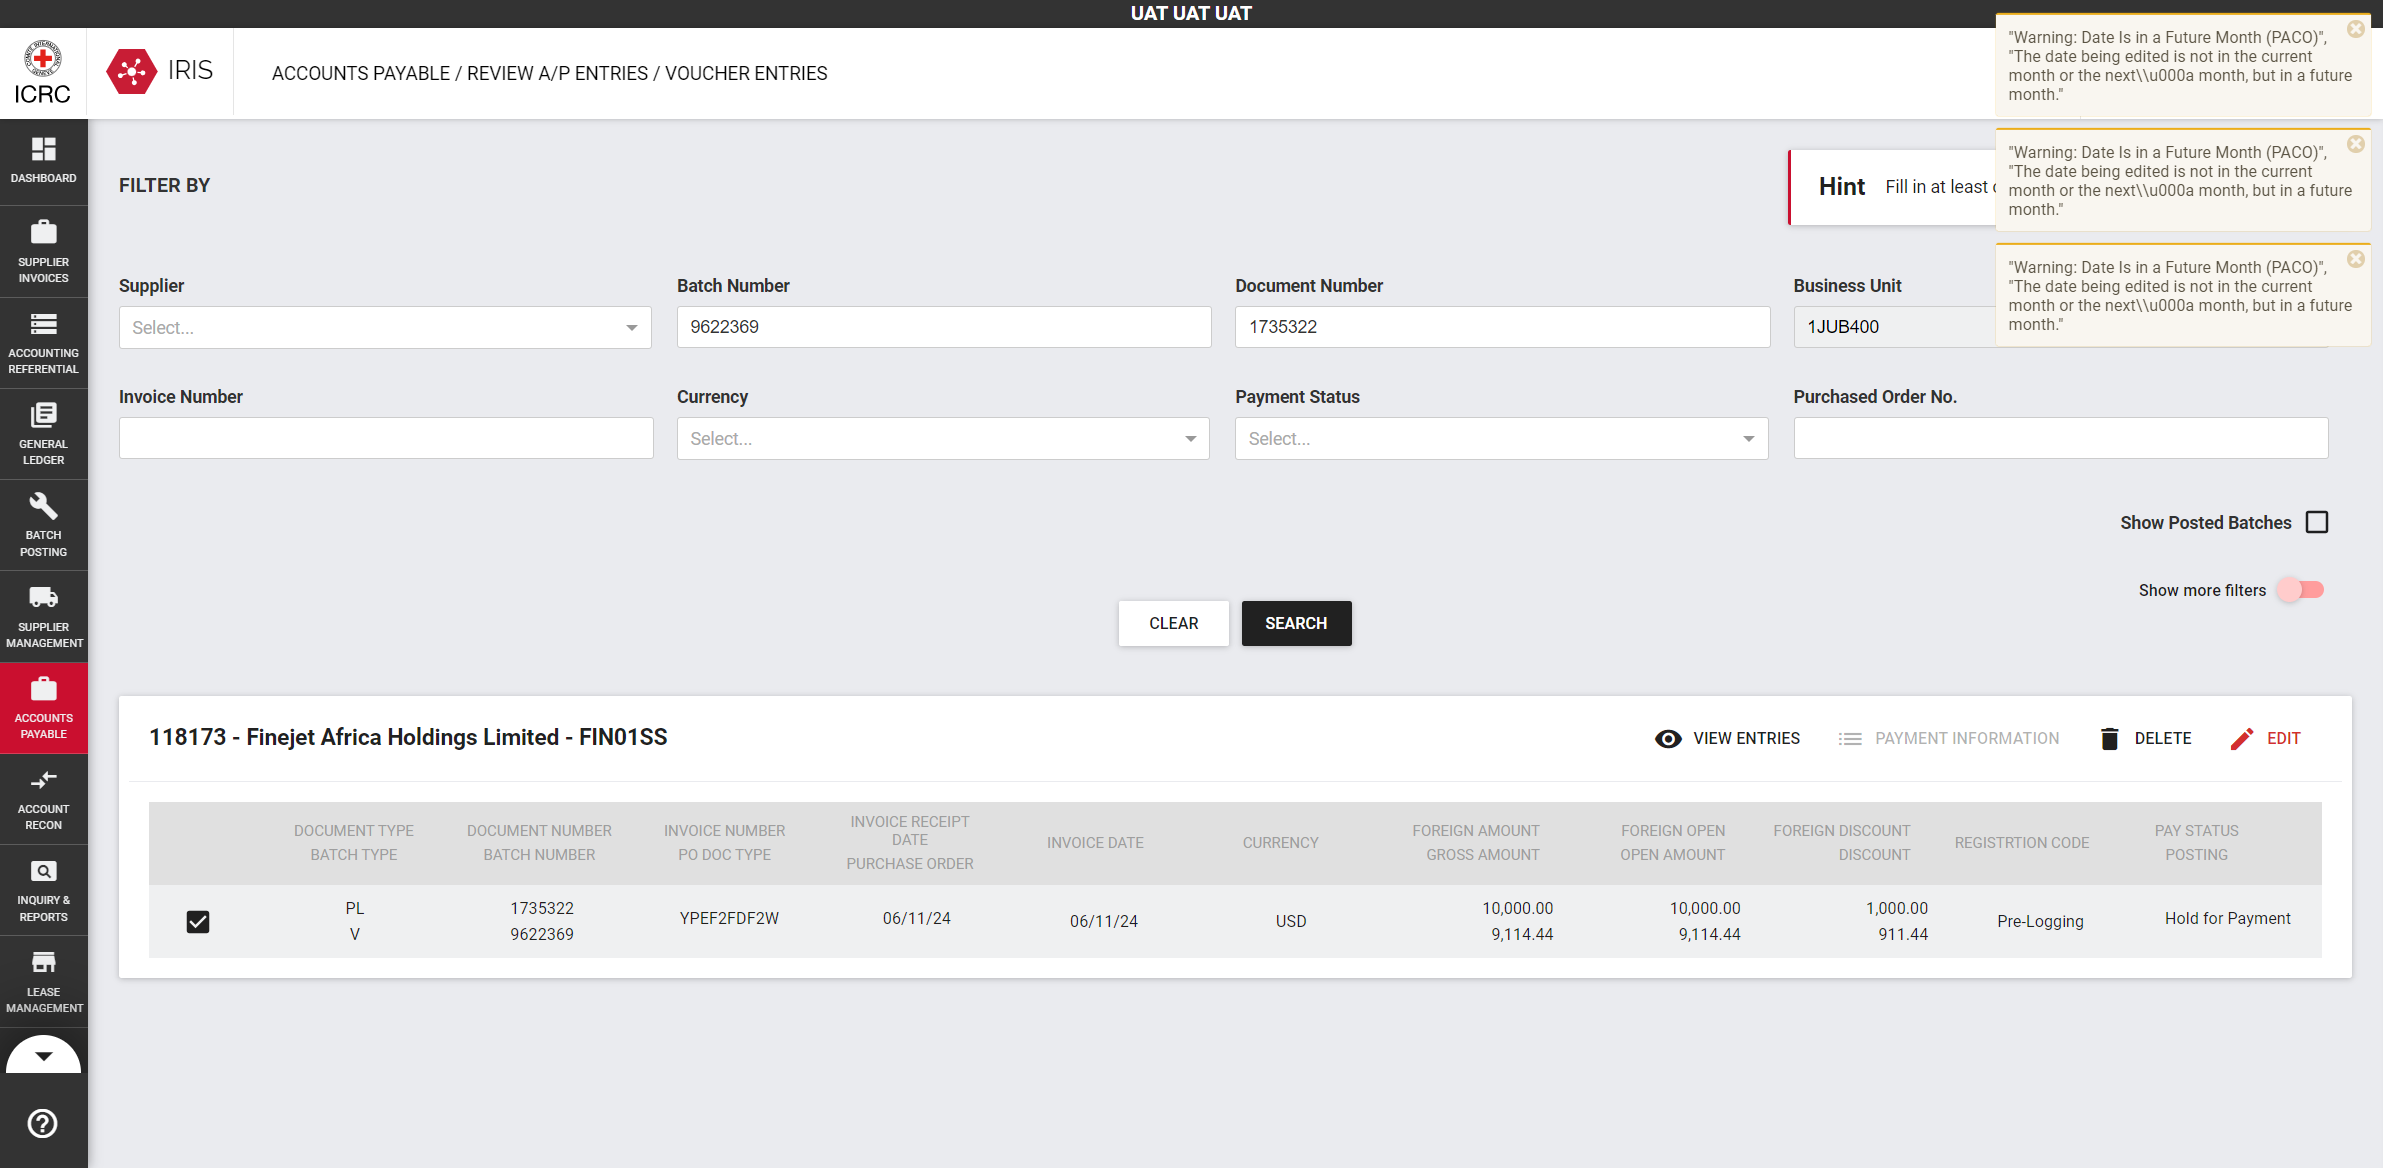 UAT UAT UAT
ICRC
IRIS
ACCOUNTS PAYABLE / REVIEW A/P ENTRIES / VOUCHER ENTRIES
"Warning: Date Is in a Future Month (PACO)",
"The date being edited is not in the current
month or the next\\u000a month, but in a future
month."
"Warning: Date Is in a Future Month (PACO)",
"The date being edited is not in the current
month or the next\\u000a month, but in a future
month."
"Warning: Date Is in a Future Month (PACO)",
"The date being edited is not in the current
month or the next\\u000a month, but in a future
month."
DASHBOARD
SUPPLIER
INVOICES
ACCOUNTING
REFERENTIAL
GENERAL
LEDGER
BATCH
POSTING
SUPPLIER
MANAGEMENT
ACCOUNTS
PAYABLE
ACCOUNT
RECON
INQUIRY &
REPORTS
LEASE
MANAGEMENT
FILTER BY
Hint Fill in at least
Supplier
Select...
Batch Number
9622369
Document Number
1735322
Business Unit
1JUB400
Invoice Number
Currency
Select...
Payment Status
Select...
Purchased Order No.
Show Posted Batches
Show more filters
CLEAR
SEARCH
118173 - Finejet Africa Holdings Limited - FIN01SS
VIEW ENTRIES
PAYMENT INFORMATION
DELETE
EDIT
DOCUMENT TYPE
BATCH TYPE
DOCUMENT NUMBER
BATCH NUMBER
INVOICE NUMBER
PO DOC TYPE
INVOICE RECEIPT
DATE
PURCHASE ORDER
INVOICE DATE
CURRENCY
FOREIGN AMOUNT
GROSS AMOUNT
FOREIGN OPEN
OPEN AMOUNT
FOREIGN DISCOUNT
DISCOUNT
REGISTRTION CODE
PAY STATUS
POSTING
PL
V
1735322
9622369
YPEF2FDF2W
06/11/24
06/11/24
USD
10,000.00
9,114.44
10,000.00
9,114.44
1,000.00
911.44
Pre-Logging
Hold for Payment